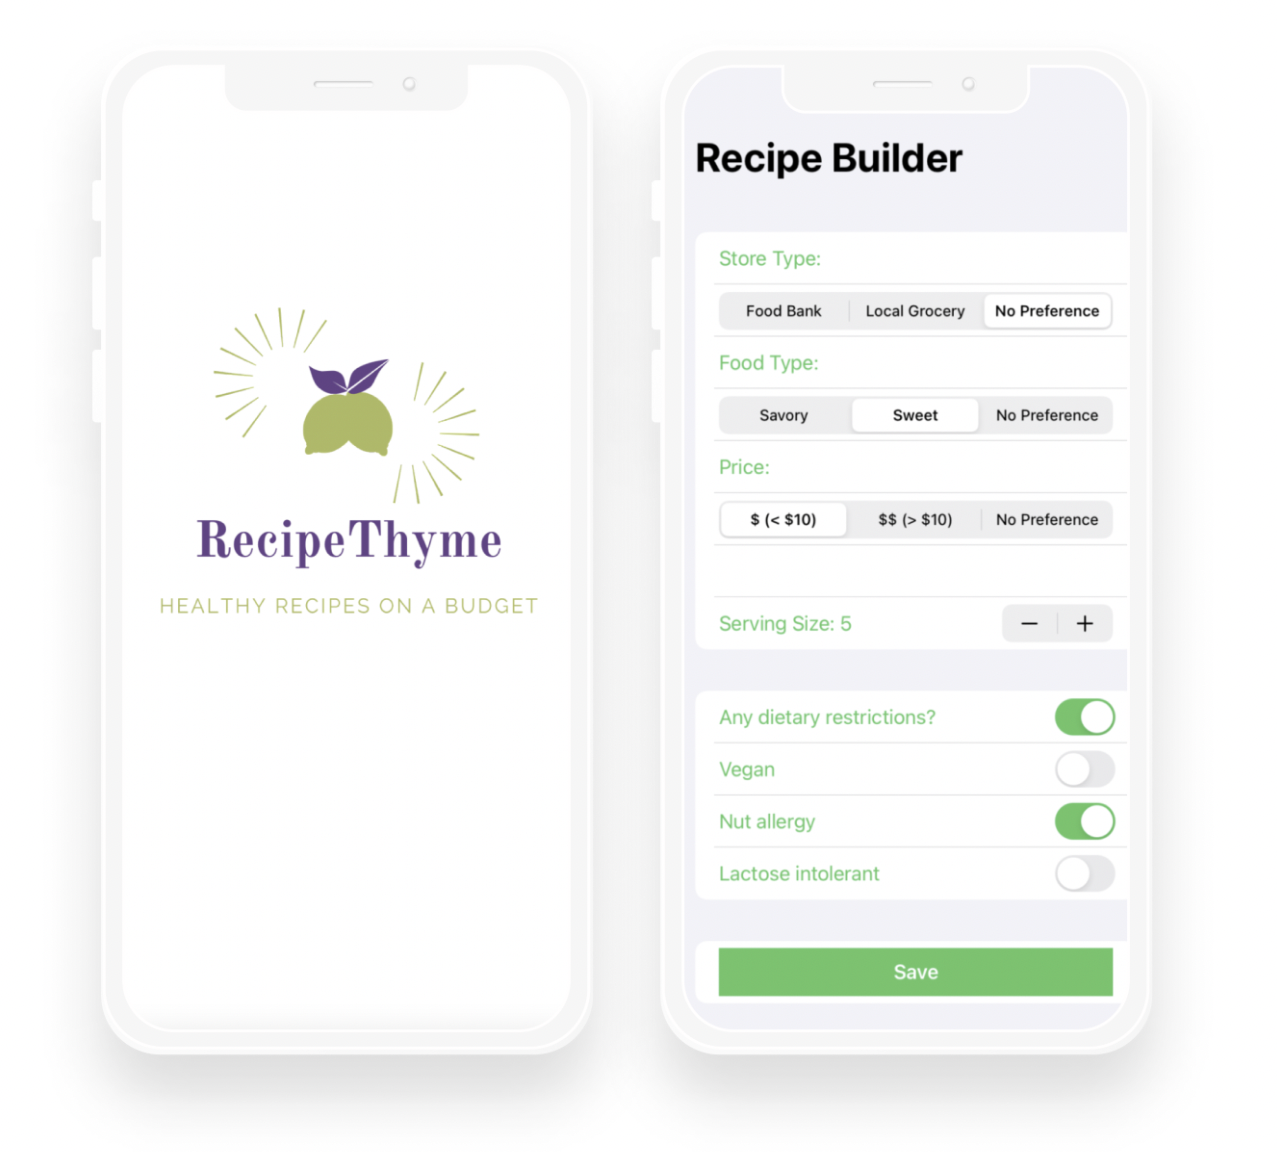 RecipeThyme
HEALTHY RECIPES ON A BUDGET
Recipe Builder
Store Type:
Food Bank Local Grocery No Preference
Food Type:
Savory Sweet No Preference
Price:
$ (< $10) $$ (> $10) No Preference
Serving Size: 5 − +
Any dietary restrictions?
Vegan
Nut allergy
Lactose intolerant
Save